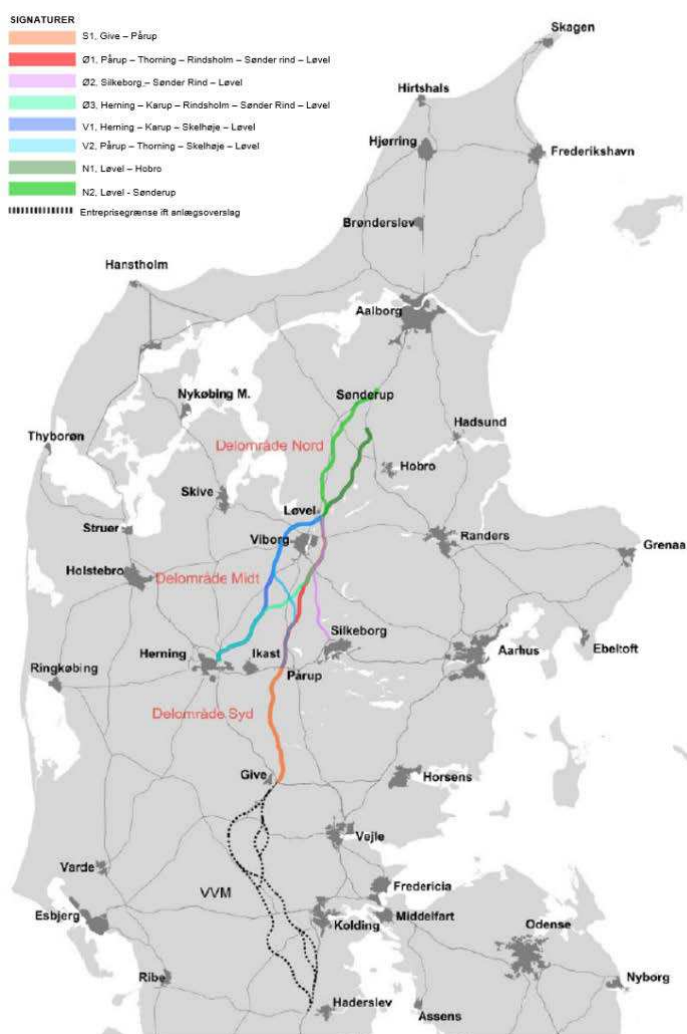 SIGNATURER
S1, Give – Pårup
Ø1, Pårup – Thorning – Rindsholm – Sønder rind – Løvel
Ø2, Silkeborg – Sønder Rind – Løvel
Ø3, Herning – Karup – Rindsholm – Sønder Rind – Løvel
V1, Herning – Karup – Skelhøje – Løvel
V2, Pårup – Thorning – Skelhøje – Løvel
N1, Løvel – Hobro
N2, Løvel - Sønderup
Entreprisegrænse ift anlægsoverslag
Skagen
Hirtshals
Hjørring
Frederikshavn
Brønderslev
Hanstholm
Aalborg
Sønderup
Nykøbing M.
Hadsund
Thyborøn
Delområde Nord
Hobro
Skive
Løvel
Struer
Viborg
Randers
Grenaa
Holstebro
Delområde Midt
Silkeborg
Herning
Ikast
Aarhus
Ebeltoft
Ringkøbing
Pårup
Delområde Syd
Give
Horsens
Vejle
Varde
VVM
Fredericia
Esbjerg
Kolding
Middelfart
Odense
Ribe
Nyborg
Haderslev
Assens